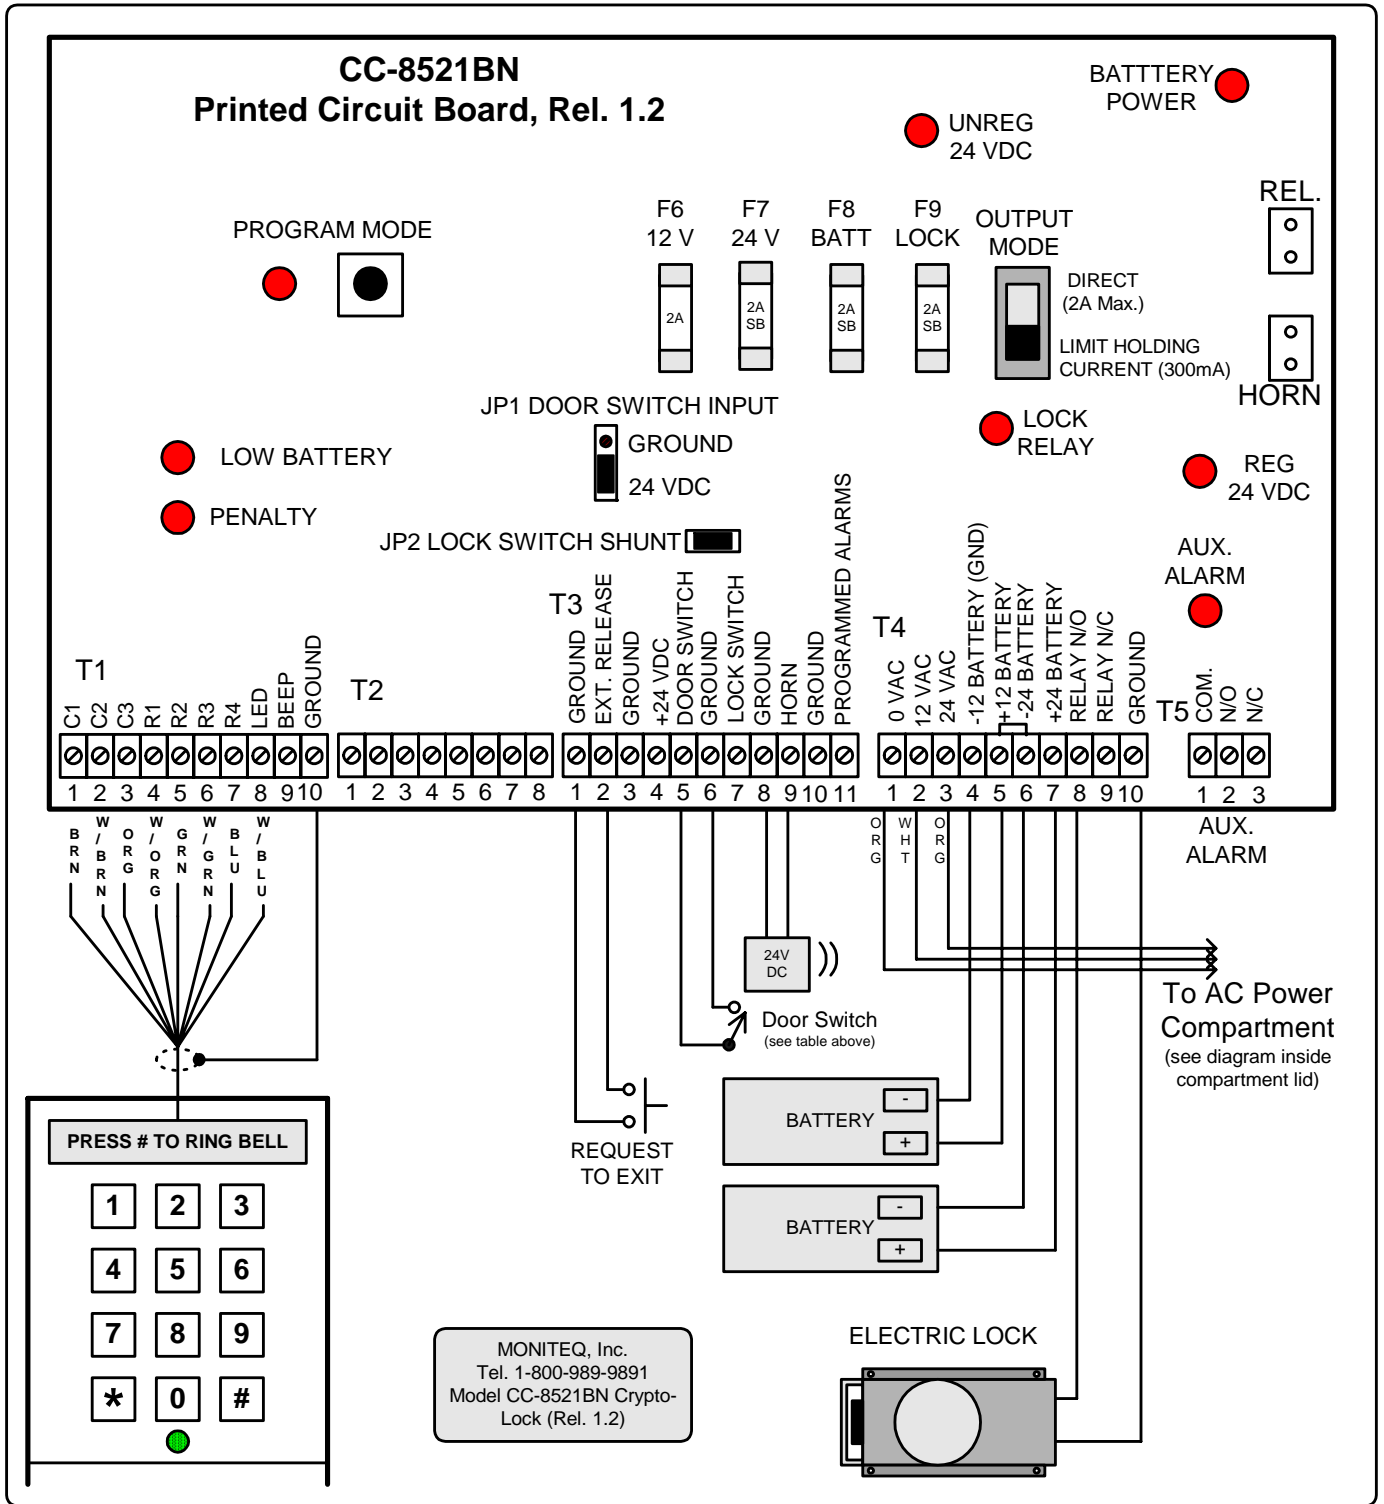 CC-8521BN
Printed Circuit Board, Rel. 1.2
BATTTERY
POWER
UNREG
24 VDC
REL.
PROGRAM MODE
F6
12 V
F7
24 V
F8
BATT
F9
LOCK
OUTPUT
MODE
2A
2A
SB
2A
SB
2A
SB
DIRECT
(2A Max.)
LIMIT HOLDING
CURRENT (300mA)
HORN
JP1 DOOR SWITCH INPUT
GROUND
24 VDC
LOCK
RELAY
LOW BATTERY
REG
24 VDC
PENALTY
JP2 LOCK SWITCH SHUNT
AUX.
ALARM
T1
C1
C2
C3
R1
R2
R3
R4
LED
BEEP
GROUND
T2
T3
GROUND
EXT. RELEASE
GROUND
+24 VDC
DOOR SWITCH
GROUND
LOCK SWITCH
GROUND
HORN
GROUND
PROGRAMMED ALARMS
T4
0 VAC
12 VAC
24 VAC
-12 BATTERY (GND)
+12 BATTERY
-24 BATTERY
+24 BATTERY
RELAY N/O
RELAY N/C
GROUND
T5
COM.
N/O
N/C
1 2 3 4 5 6 7 8 9 10
1 2 3 4 5 6 7 8
1 2 3 4 5 6 7 8 9 10 11
1 2 3 4 5 6 7 8 9 10
1 2 3
AUX.
ALARM
BRN
W/BRN
ORG
W/ORG
GRN
W/GRN
BLU
W/BLU
ORG
WHT
ORG
24V
DC
Door Switch
(see table above)
To AC Power
Compartment
(see diagram inside
compartment lid)
BATTERY
-
+
BATTERY
-
+
REQUEST
TO EXIT
PRESS # TO RING BELL
1 2 3
4 5 6
7 8 9
* 0 #
MONITEQ, Inc.
Tel. 1-800-989-9891
Model CC-8521BN Crypto-
Lock (Rel. 1.2)
ELECTRIC LOCK